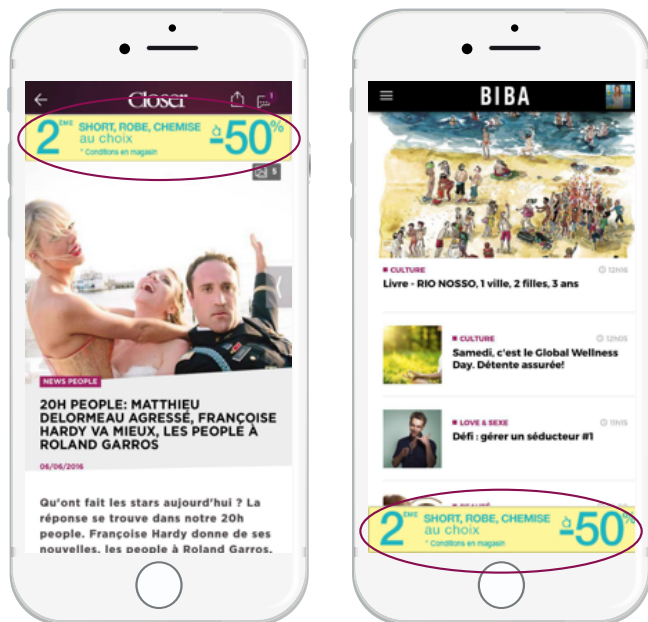 Closer
1
2ÈME SHORT, ROBE, CHEMISE à -50%
au choix
* Conditions en magasin
5
NEWS PEOPLE
20H PEOPLE: MATTHIEU
DELORMEAU AGRESSÉ, FRANÇOISE
HARDY VA MIEUX, LES PEOPLE À
ROLAND GARROS
06/06/2016
Qu'ont fait les stars aujourd'hui ? La
réponse se trouve dans notre 20h
people. Françoise Hardy donne de ses
nouvelles, les people à Roland Garros,
BIBA
CULTURE 12H16
Livre - RIO NOSSO, 1 ville, 2 filles, 3 ans
CULTURE 12H05
Samedi, c'est le Global Wellness
Day. Détente assurée!
LOVE & SEXE 11H15
Défi : gérer un séducteur #1
2ÈME SHORT, ROBE, CHEMISE à -50%
au choix
* Conditions en magasin